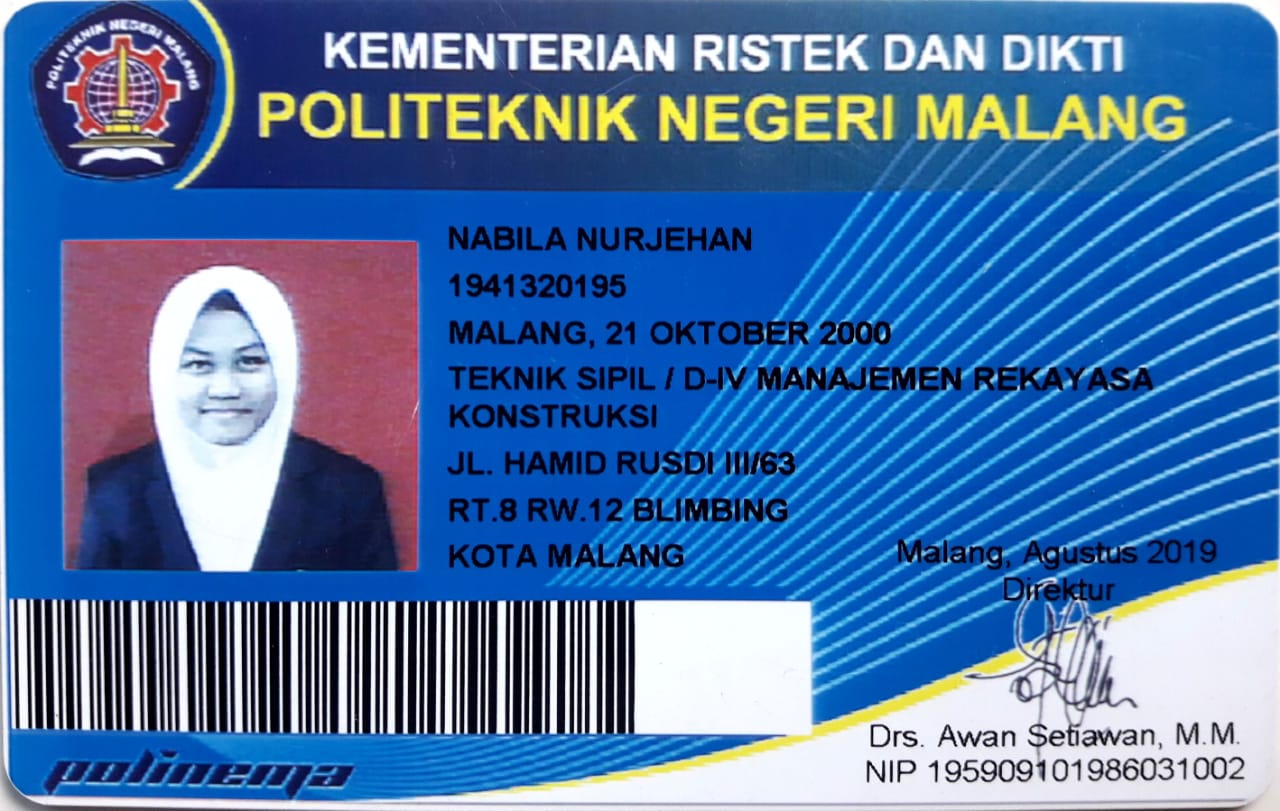 POLITEKNIK NEGERI MALANG
KEMENTERIAN RISTEK DAN DIKTI
POLITEKNIK NEGERI MALANG
NABILA NURJEHAN
1941320195
MALANG, 21 OKTOBER 2000
TEKNIK SIPIL / D-IV MANAJEMEN REKAYASA
KONSTRUKSI
JL. HAMID RUSDI III/63
RT.8 RW.12 BLIMBING
KOTA MALANG
Malang, Agustus 2019
Direktur
Drs. Awan Setiawan, M.M.
NIP 195909101986031002
polinema